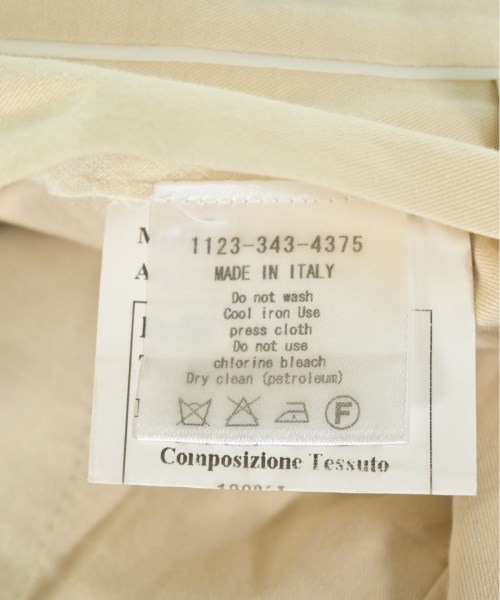 1123-343-4375
MADE IN ITALY
Do not wash
Cool iron Use
press cloth
Do not use
chlorine bleach
Dry clean (petroleum)
F
Composizione Tessuto